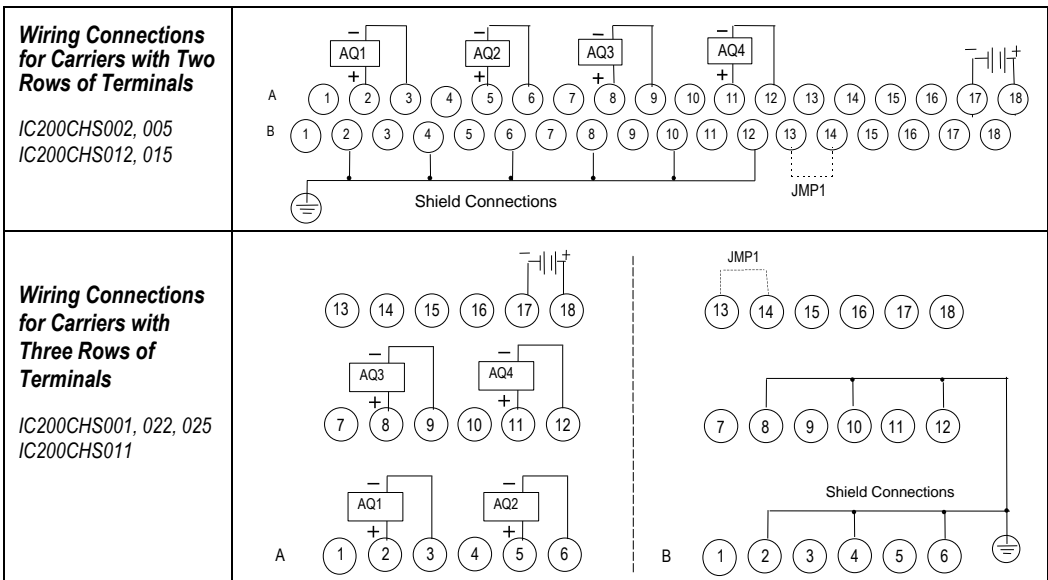 Wiring Connections
for Carriers with Two
Rows of Terminals
IC200CHS002, 005
IC200CHS012, 015
− − − −
AQ1 AQ2 AQ3 AQ4
+ + + + − +
A 1 2 3 4 5 6 7 8 9 10 11 12 13 14 15 16 17 18
B 1 2 3 4 5 6 7 8 9 10 11 12 13 14 15 16 17 18
JMP1
Shield Connections
Wiring Connections
for Carriers with
Three Rows of
Terminals
IC200CHS001, 022, 025
IC200CHS011
− +
13 14 15 16 17 18
− −
AQ3 AQ4
+ +
7 8 9 10 11 12
− −
AQ1 AQ2
+ +
A 1 2 3 4 5 6
JMP1
13 14 15 16 17 18
7 8 9 10 11 12
Shield Connections
B 1 2 3 4 5 6